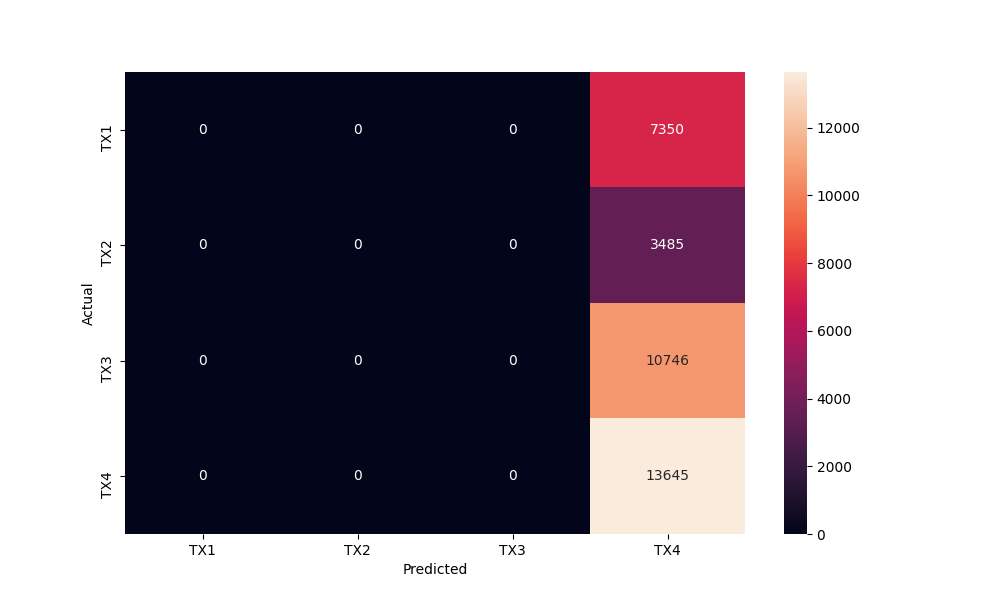 TX1 0 0 0 7350
TX2 0 0 0 3485
TX3 0 0 0 10746
TX4 0 0 0 13645
Actual
TX1 TX2 TX3 TX4
Predicted
12000
10000
8000
6000
4000
2000
0